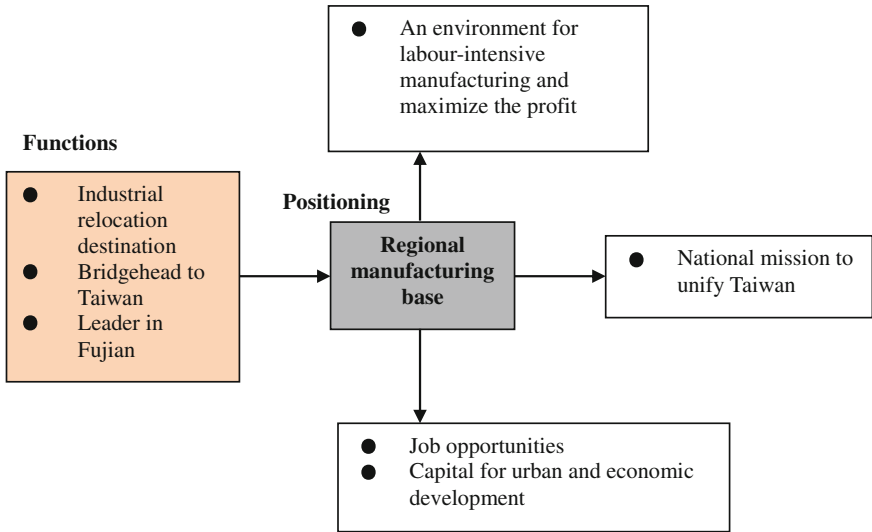 ● An environment for
labour-intensive
manufacturing and
maximize the profit
Functions
● Industrial
relocation
destination
● Bridgehead to
Taiwan
● Leader in
Fujian
Positioning
Regional
manufacturing
base
● National mission to
unify Taiwan
● Job opportunities
● Capital for urban and economic
development